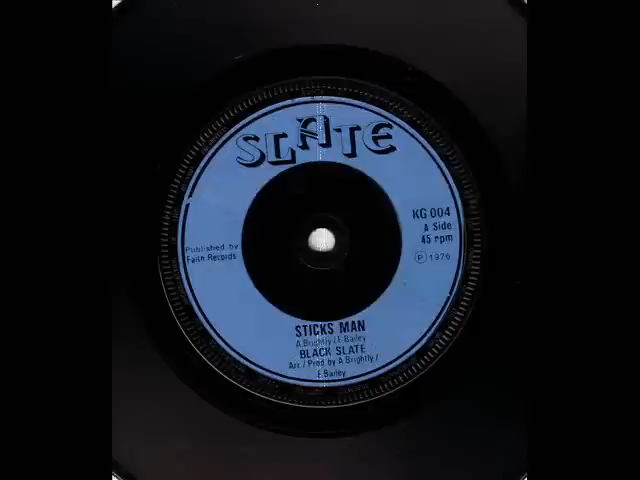 SLATE
KG 004
A Side
45 rpm
Ⓟ 1976
Published by
Faith Records
STICKS MAN
A.Brightly / E.Bailey
BLACK SLATE
Arr. / Prod by A Brightly /
E.Bailey